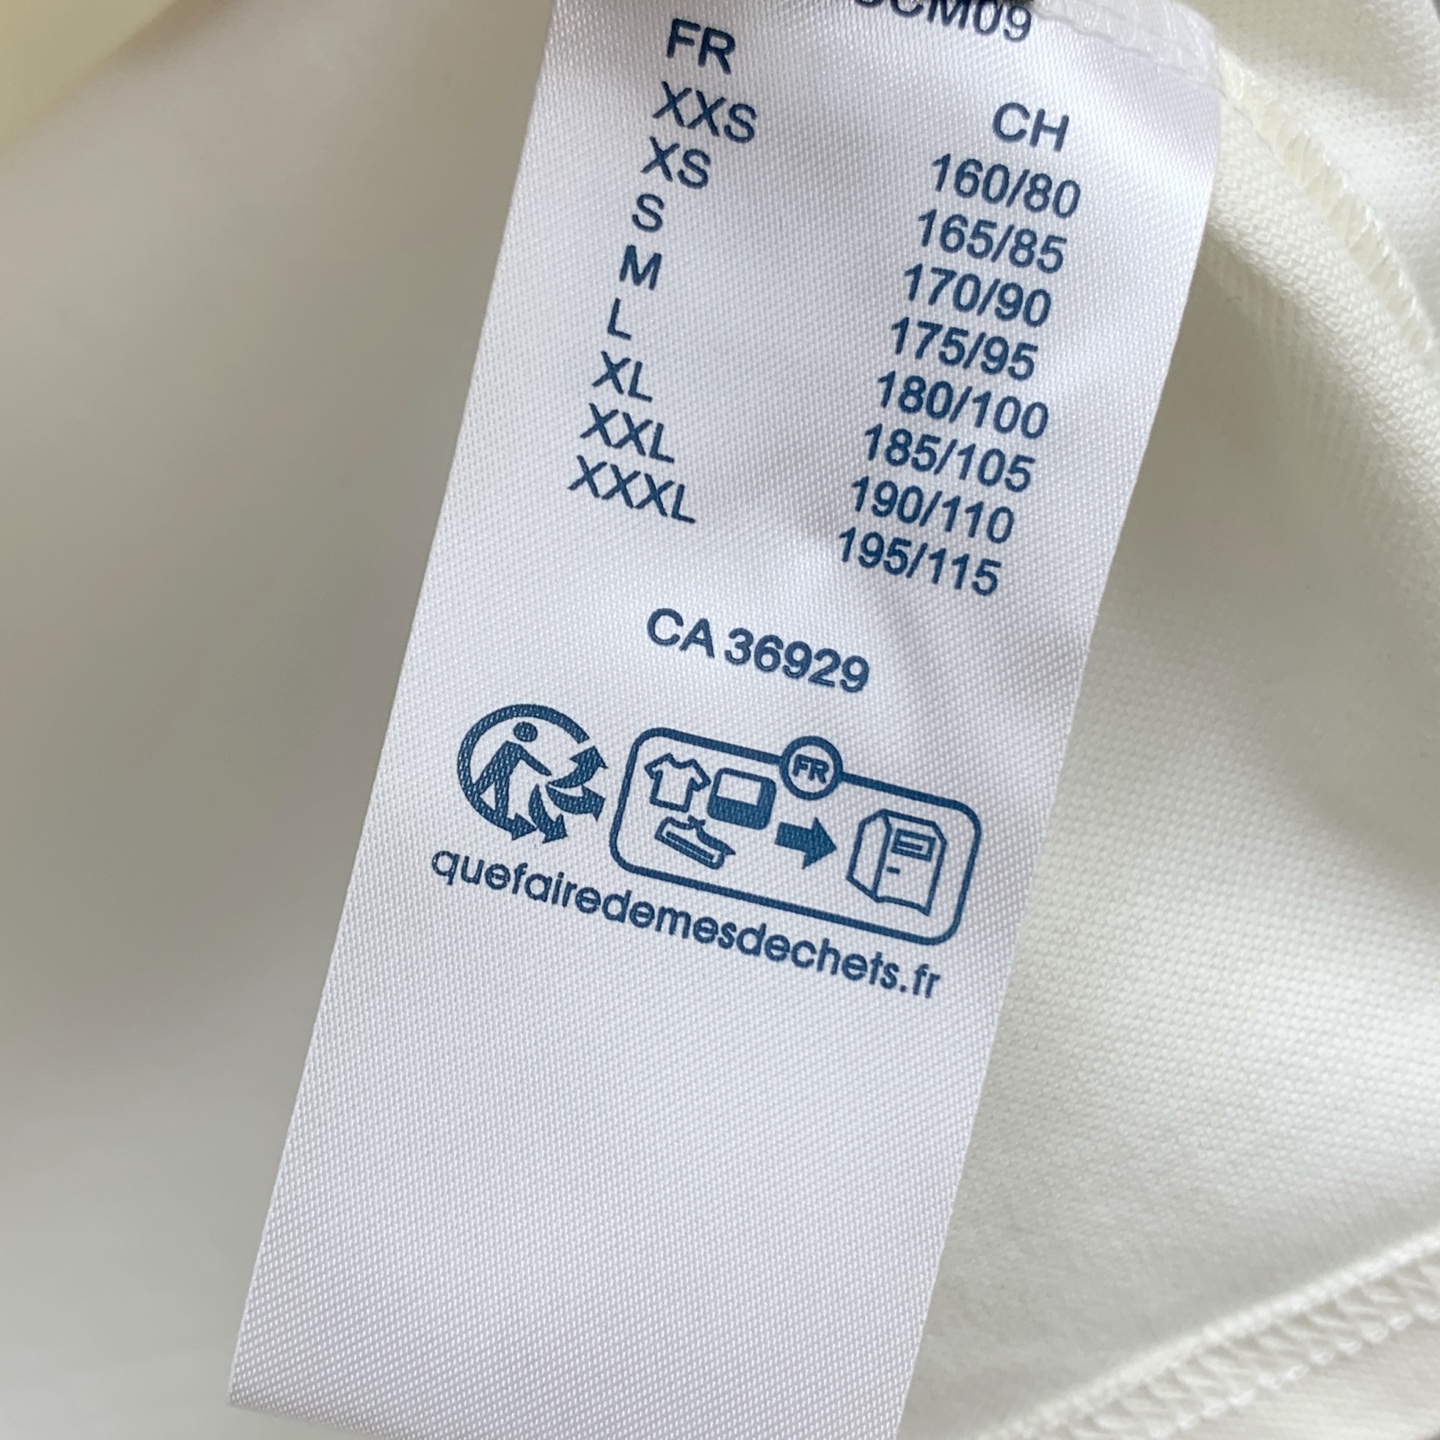 FR CH
XXS 160/80
XS 165/85
S 170/90
M 175/95
L 180/100
XL 185/105
XXL 190/110
XXXL 195/115
CA 36929
FR
quefairedemesdechets.fr